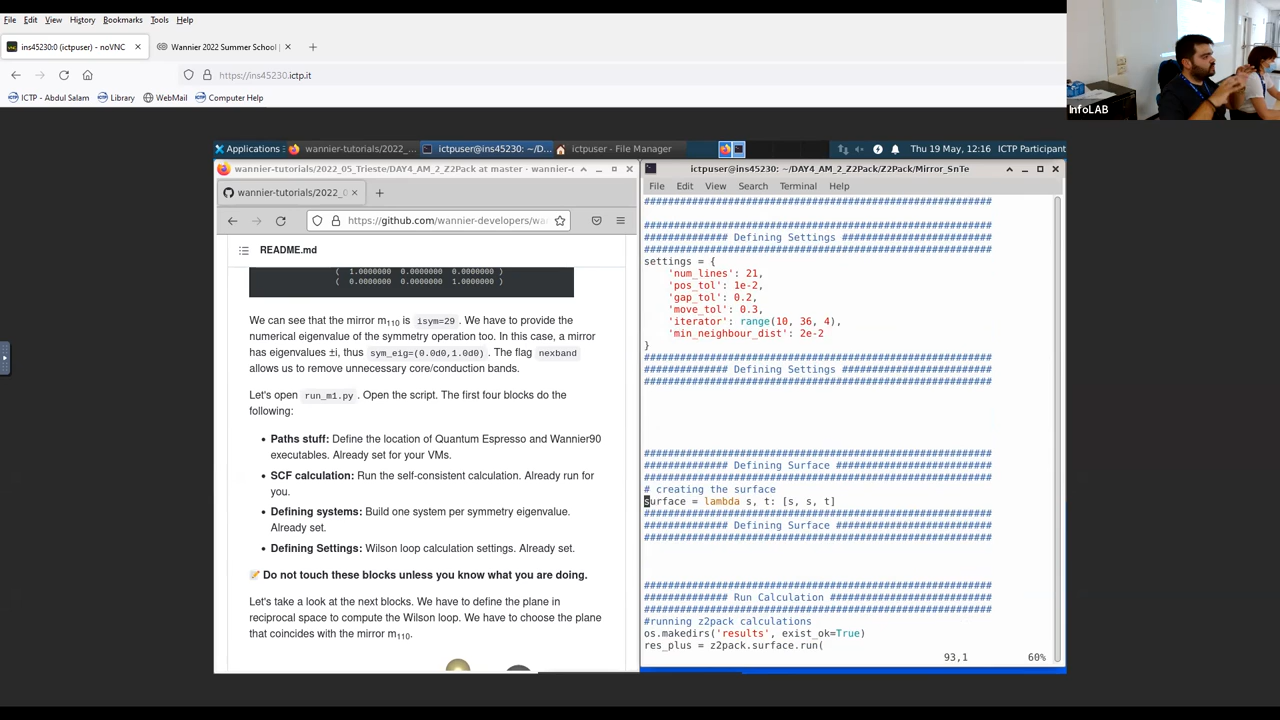 File Edit View History Bookmarks Tools Help
ins45230:0 (ictpuser) - noVNC
Wannier 2022 Summer School |
https://ins45230.ictp.it
ICTP - Abdul Salam Library WebMail Computer Help
InfoLAB
Applications wannier-tutorials/2022_... ictpuser@ins45230: ~/D... ictpuser - File Manager Thu 19 May, 12:16 ICTP Participant
wannier-tutorials/2022_05_Trieste/DAY4_AM_2_Z2Pack at master · wannier-d
wannier-tutorials/2022_0
https://github.com/wannier-developers/wa
README.md
( 1.0000000 0.0000000 0.0000000 )
( 0.0000000 0.0000000 1.0000000 )
We can see that the mirror m110 is isym=29. We have to provide the
numerical eigenvalue of the symmetry operation too. In this case, a mirror
has eigenvalues ±i, thus sym_eig=(0.0d0,1.0d0). The flag nexband
allows us to remove unnecessary core/conduction bands.
Let's open run_m1.py. Open the script. The first four blocks do the
following:
• Paths stuff: Define the location of Quantum Espresso and Wannier90
executables. Already set for your VMs.
• SCF calculation: Run the self-consistent calculation. Already run for
you.
• Defining systems: Build one system per symmetry eigenvalue.
Already set.
• Defining Settings: Wilson loop calculation settings. Already set.
📝 Do not touch these blocks unless you know what you are doing.
Let's take a look at the next blocks. We have to define the plane in
reciprocal space to compute the Wilson loop. We have to choose the plane
that coincides with the mirror m110.
ictpuser@ins45230: ~/DAY4_AM_2_Z2Pack/Z2Pack/Mirror_SnTe
File Edit View Search Terminal Help
##########################################################
##########################################################
############## Defining Settings #########################
##########################################################
settings = {
'num_lines': 21,
'pos_tol': 1e-2,
'gap_tol': 0.2,
'move_tol': 0.3,
'iterator': range(10, 36, 4),
'min_neighbour_dist': 2e-2
}
##########################################################
############## Defining Settings #########################
##########################################################
##########################################################
############## Defining Surface ##########################
##########################################################
# creating the surface
surface = lambda s, t: [s, s, t]
##########################################################
############## Defining Surface ##########################
##########################################################
##########################################################
############## Run Calculation ###########################
##########################################################
#running z2pack calculations
os.makedirs('results', exist_ok=True)
res_plus = z2pack.surface.run(
93,1 60%